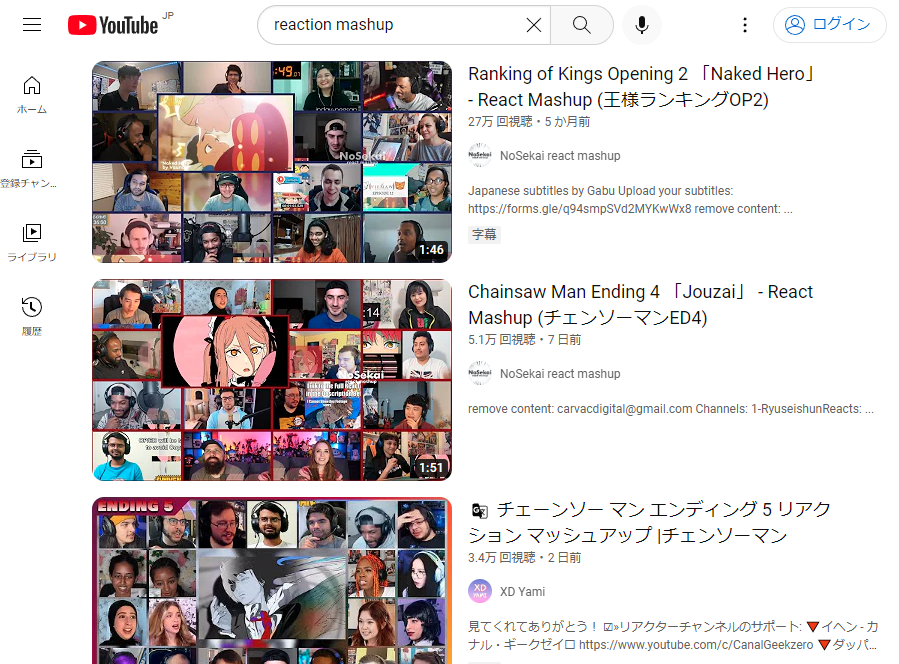 YouTube JP
reaction mashup
ログイン
ホーム
登録チャン...
ライブラリ
履歴
:49
NoSekai
react mashup
1:46
Ranking of Kings Opening 2 「Naked Hero」
- React Mashup (王様ランキングOP2)
27万 回視聴・5 か月前
NoSekai react mashup
Japanese subtitles by Gabu Upload your subtitles:
https://forms.gle/q94smpSVd2MYKwWx8 remove content: ...
字幕
:14
NoSekai
1:51
Chainsaw Man Ending 4 「Jouzai」 - React
Mashup (チェンソーマンED4)
5.1万 回視聴・7 日前
NoSekai react mashup
remove content: carvacdigital@gmail.com Channels: 1-RyuseishunReacts: ...
ENDING 5
チェーンソー マン エンディング 5 リアク
ション マッシュアップ |チェンソーマン
3.4万 回視聴・2 日前
XD Yami
見てくれてありがとう！ ☑»リアクターチャンネルのサポート: 🔻イヘン - カ
ナル・ギークゼイロ https://www.youtube.com/c/CanalGeekzero 🔻ダッパ...